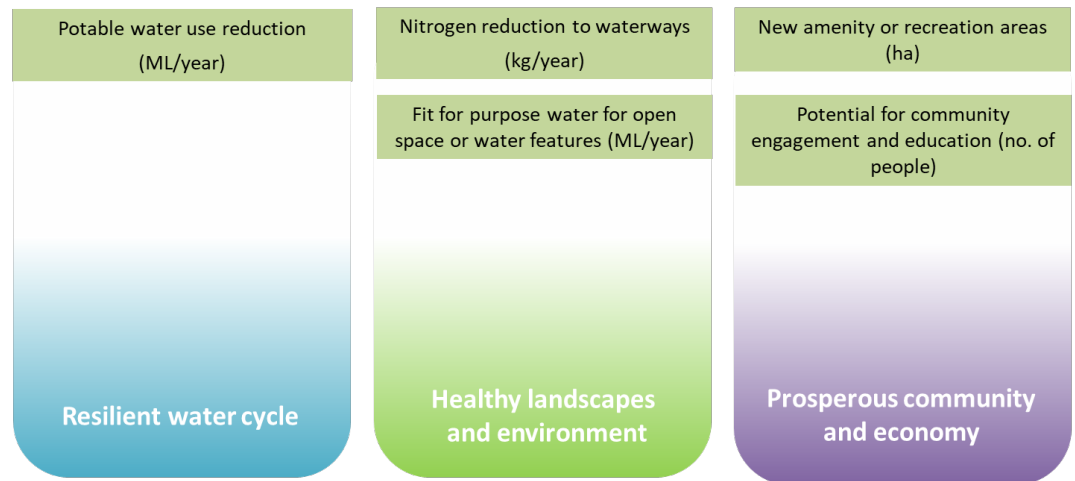 Potable water use reduction
(ML/year)
Resilient water cycle
Nitrogen reduction to waterways
(kg/year)
Fit for purpose water for open
space or water features (ML/year)
Healthy landscapes
and environment
New amenity or recreation areas
(ha)
Potential for community
engagement and education (no. of
people)
Prosperous community
and economy